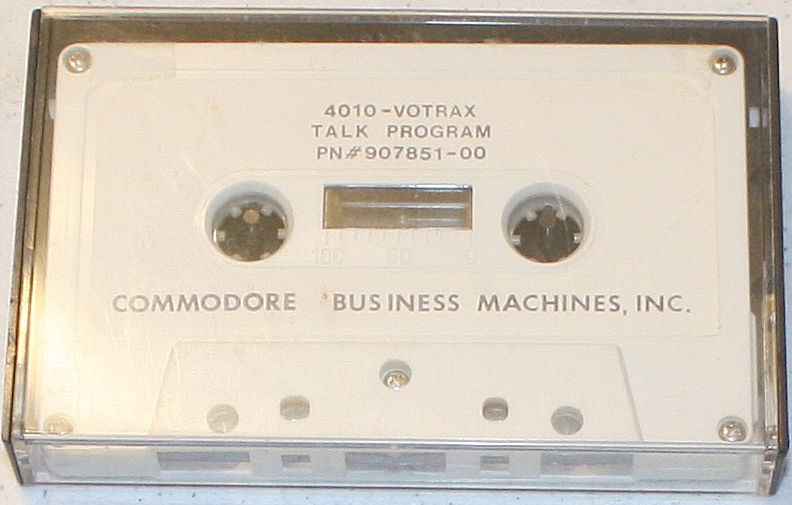 4010-VOTRAX
TALK PROGRAM
PN#907851-00
100 50 0
COMMODORE BUSINESS MACHINES, INC.